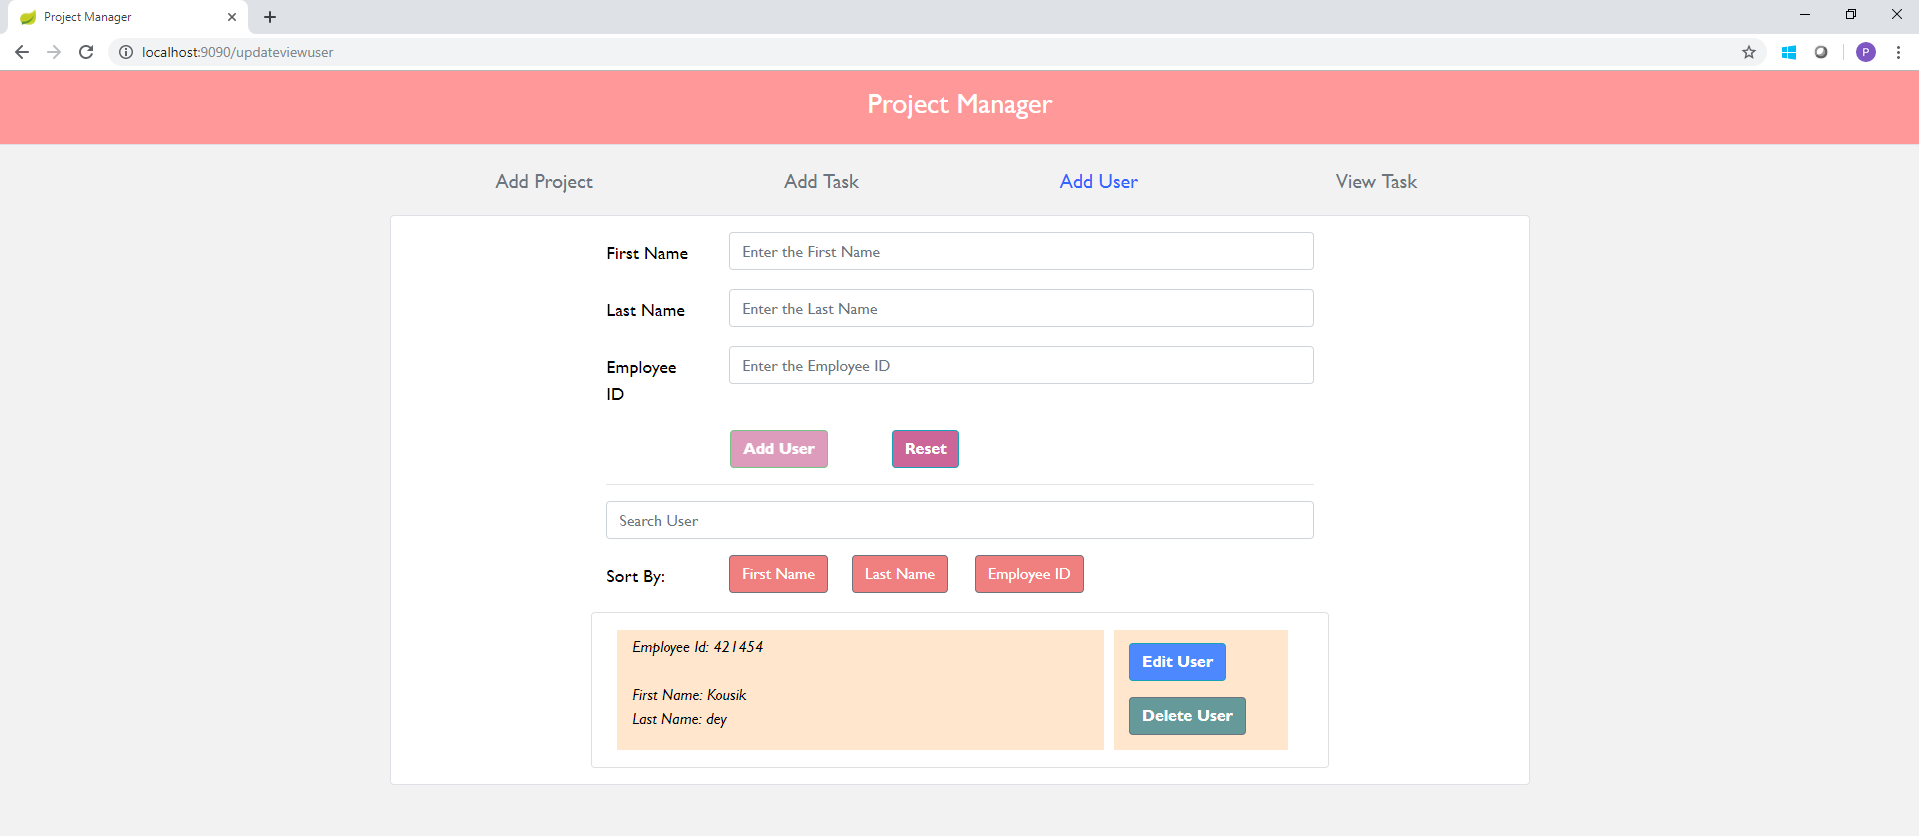 Project Manager
localhost:9090/updateviewuser
P
Project Manager
Add Project Add Task Add User View Task
First Name Enter the First Name
Last Name Enter the Last Name
Employee ID Enter the Employee ID
Add User Reset
Search User
Sort By: First Name Last Name Employee ID
Employee Id: 421454
First Name: Kousik
Last Name: dey
Edit User
Delete User